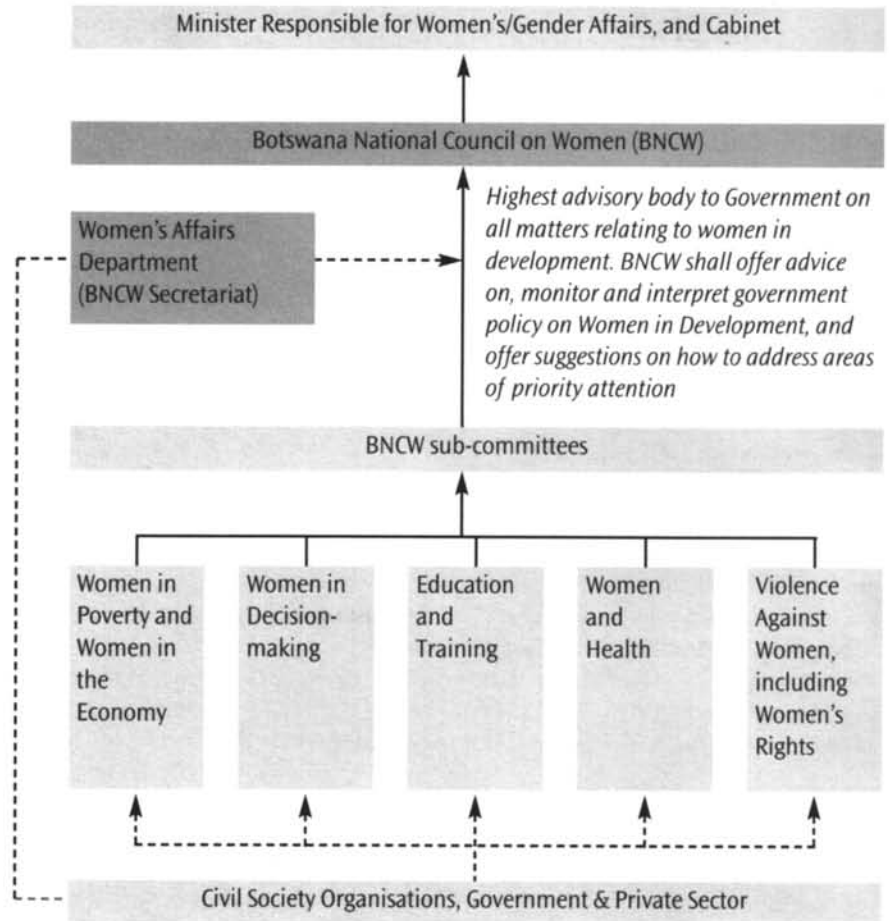 Minister Responsible for Women's/Gender Affairs, and Cabinet
Botswana National Council on Women (BNCW)
Women's Affairs
Department
(BNCW Secretariat)
Highest advisory body to Government on
all matters relating to women in
development. BNCW shall offer advice
on, monitor and interpret government
policy on Women in Development, and
offer suggestions on how to address areas
of priority attention
BNCW sub-committees
Women in
Poverty and
Women in
the
Economy
Women in
Decision-
making
Education
and
Training
Women
and
Health
Violence
Against
Women,
including
Women's
Rights
Civil Society Organisations, Government & Private Sector